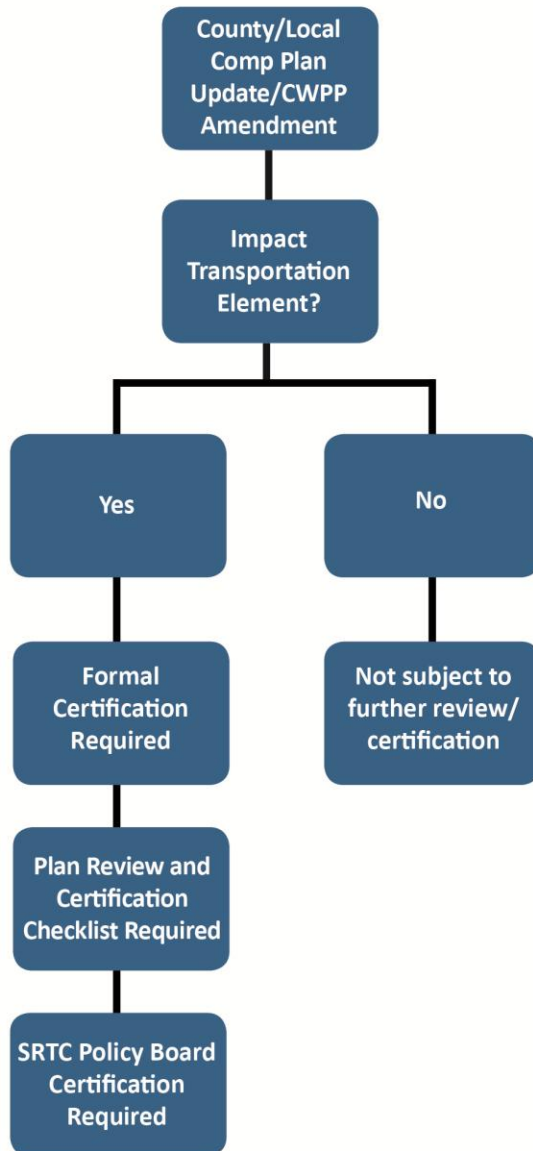 County/Local
Comp Plan
Update/CWPP
Amendment
Impact
Transportation
Element?
Yes
No
Formal
Certification
Required
Not subject to
further review/
certification
Plan Review and
Certification
Checklist Required
SRTC Policy Board
Certification
Required